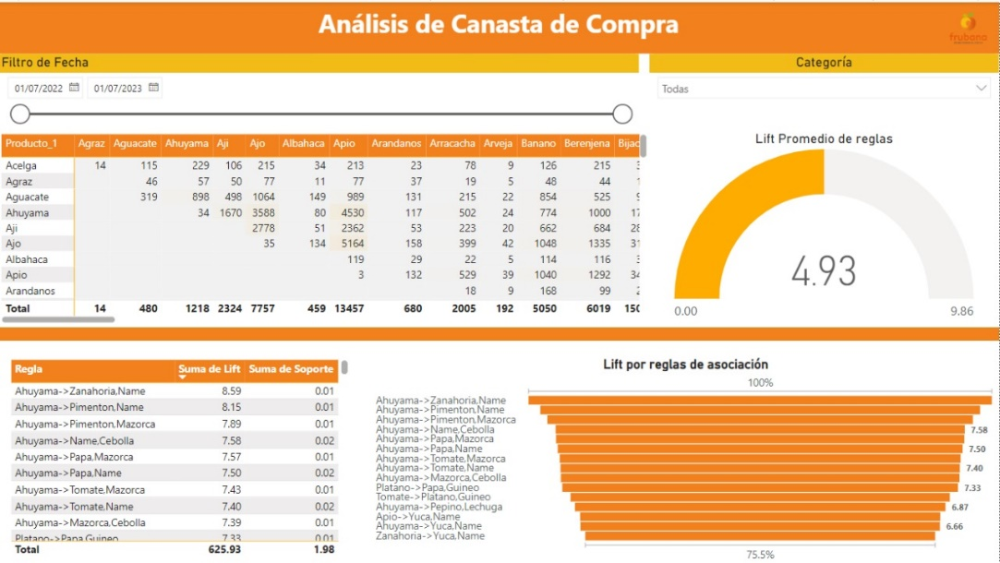 Análisis de Canasta de Compra
frubana
Filtro de Fecha
Categoría
01/07/2022 01/07/2023
Todas
Producto_1 Agraz Aguacate Ahuyama Aji Ajo Albahaca Apio Arandanos Arracacha Arveja Banano Berenjena Bijac
Acelga 14 115 229 106 215 34 213 23 78 9 126 215
Agraz 46 57 50 77 11 77 37 19 5 48 44
Aguacate 319 898 498 1064 149 989 131 215 22 854 525
Ahuyama 34 1670 3588 80 4530 117 502 24 774 1000 17
Aji 2778 51 2362 53 223 20 662 684 28
Ajo 35 134 5164 158 399 42 1048 1335 31
Albahaca 119 29 22 5 114 116
Apio 3 132 529 39 1040 1292 34
Arandanos 18 9 168 99
Total 14 480 1218 2324 7757 459 13457 680 2005 192 5050 6019 150
Lift Promedio de reglas
4.93
0.00 9.86
Regla Suma de Lift Suma de Soporte
Ahuyama->Zanahoria,Name 8.59 0.01
Ahuyama->Pimenton,Name 8.15 0.01
Ahuyama->Pimenton,Mazorca 7.89 0.01
Ahuyama->Name,Cebolla 7.58 0.02
Ahuyama->Papa,Mazorca 7.57 0.01
Ahuyama->Papa,Name 7.50 0.02
Ahuyama->Tomate,Mazorca 7.43 0.01
Ahuyama->Tomate,Name 7.40 0.02
Ahuyama->Mazorca,Cebolla 7.39 0.01
Platano->Papa,Guineo 7.33 0.01
Total 625.93 1.98
Lift por reglas de asociación
100%
Ahuyama->Zanahoria,Name
Ahuyama->Pimenton,Name
Ahuyama->Pimenton,Mazorca
Ahuyama->Name,Cebolla 7.58
Ahuyama->Papa,Mazorca
Ahuyama->Papa,Name 7.50
Ahuyama->Tomate,Mazorca
Ahuyama->Tomate,Name 7.40
Ahuyama->Mazorca,Cebolla
Platano->Papa,Guineo 7.33
Tomate->Platano,Guineo
Ahuyama->Pepino,Lechuga 6.87
Apio->Yuca,Name
Ahuyama->Yuca,Name 6.66
Zanahoria->Yuca,Name
75.5%